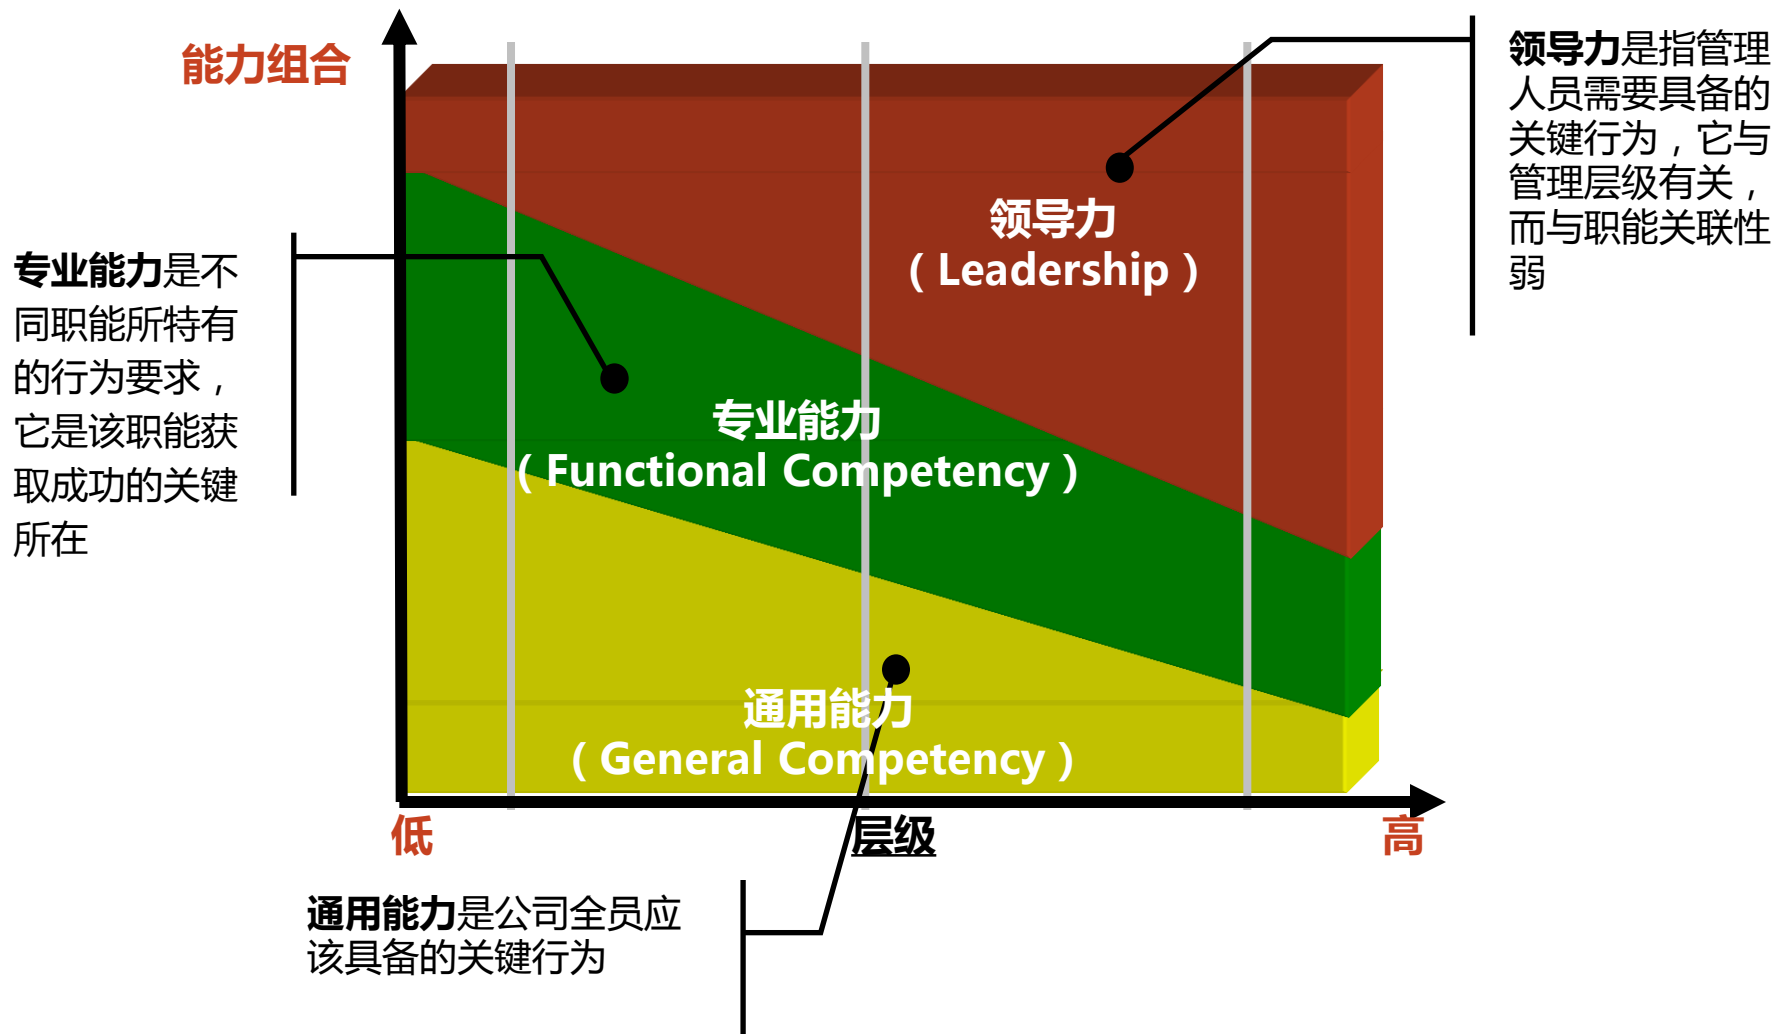 能力组合
领导力是指管理
人员需要具备的
关键行为，它与
管理层级有关，
而与职能关联性
弱
领导力
（Leadership）
专业能力是不
同职能所特有
的行为要求，
它是该职能获
取成功的关键
所在
专业能力
（Functional Competency）
通用能力
（General Competency）
低
层级
高
通用能力是公司全员应
该具备的关键行为